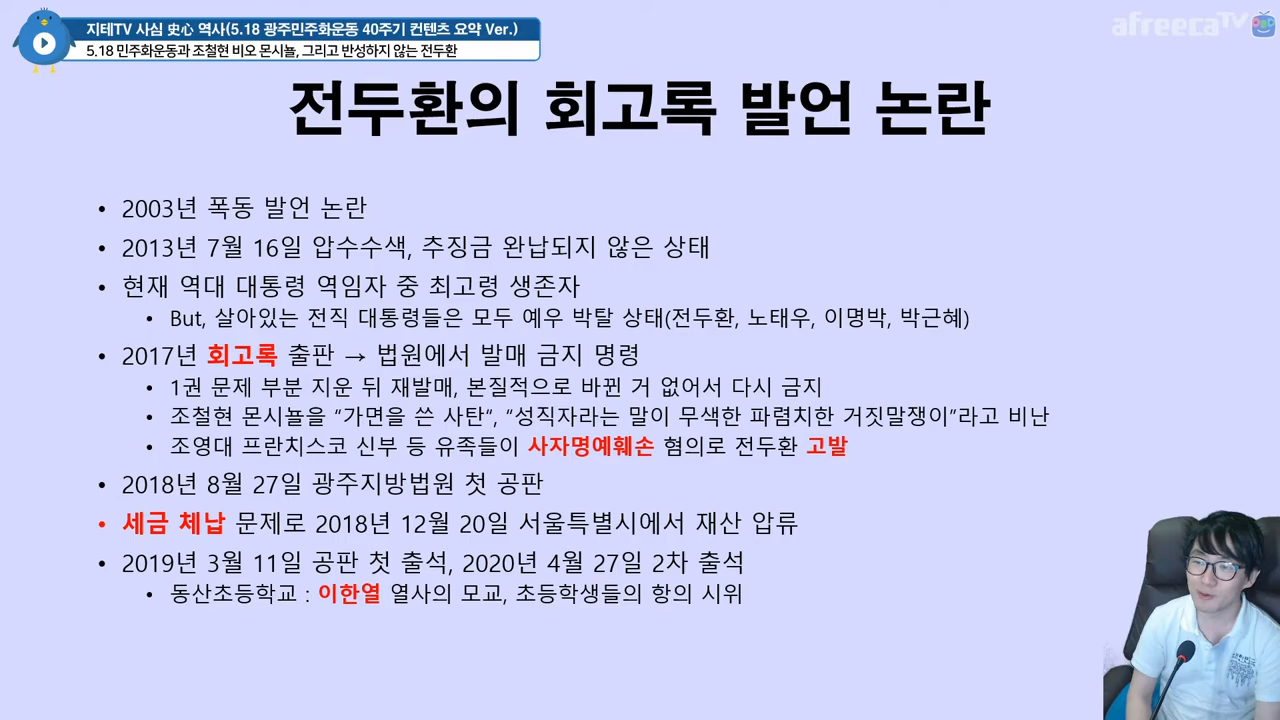 지테TV 사심 史心 역사(5.18 광주민주화운동 40주기 컨텐츠 요약 Ver.)
5.18 민주화운동과 조철현 비오 몬시뇰, 그리고 반성하지 않는 전두환
afreecaTV
전두환의 회고록 발언 논란
• 2003년 폭동 발언 논란
• 2013년 7월 16일 압수수색, 추징금 완납되지 않은 상태
• 현재 역대 대통령 역임자 중 최고령 생존자
• But, 살아있는 전직 대통령들은 모두 예우 박탈 상태(전두환, 노태우, 이명박, 박근혜)
• 2017년 회고록 출판 → 법원에서 발매 금지 명령
• 1권 문제 부분 지운 뒤 재발매, 본질적으로 바뀐 거 없어서 다시 금지
• 조철현 몬시뇰을 “가면을 쓴 사탄“, “성직자라는 말이 무색한 파렴치한 거짓말쟁이”라고 비난
• 조영대 프란치스코 신부 등 유족들이 사자명예훼손 혐의로 전두환 고발
• 2018년 8월 27일 광주지방법원 첫 공판
• 세금 체납 문제로 2018년 12월 20일 서울특별시에서 재산 압류
• 2019년 3월 11일 공판 첫 출석, 2020년 4월 27일 2차 출석
• 동산초등학교 : 이한열 열사의 모교, 초등학생들의 항의 시위